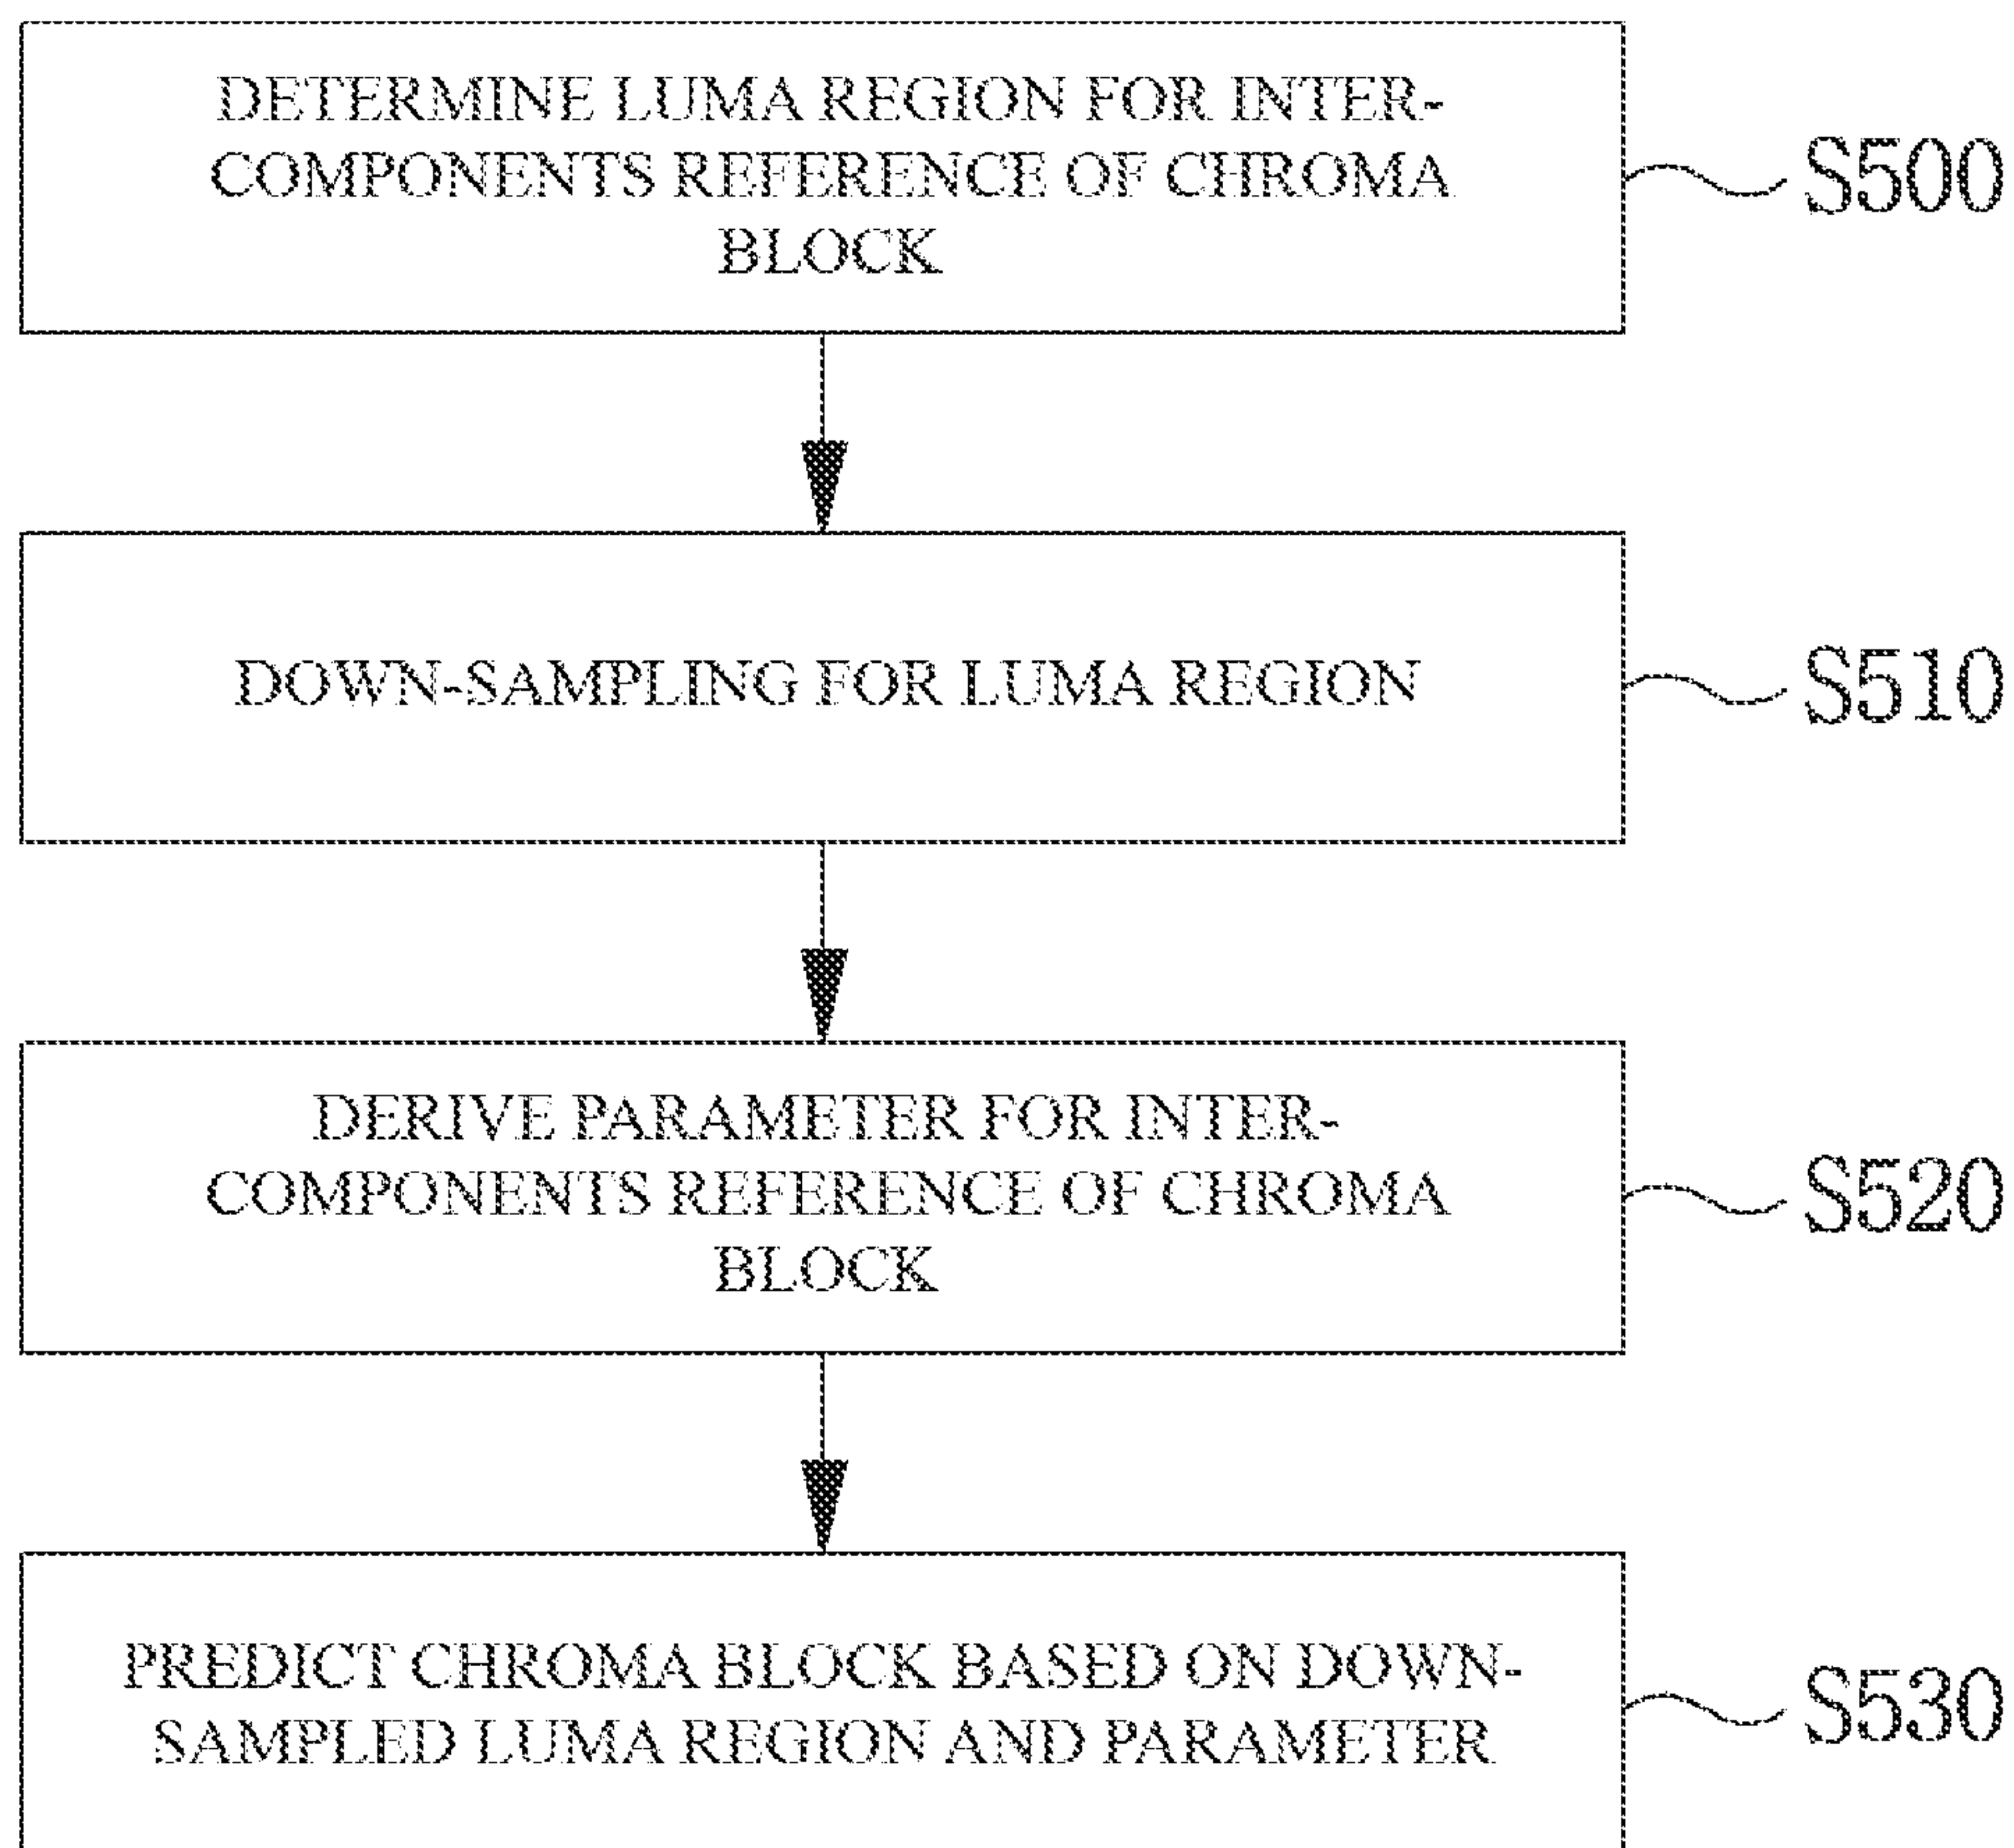 DETERMINE LUMA REGION FOR INTER-
COMPONENTS REFERENCE OF CHROMA
BLOCK
S500
DOWN-SAMPLING FOR LUMA REGION
S510
DERIVE PARAMETER FOR INTER-
COMPONENTS REFERENCE OF CHROMA
BLOCK
S520
PREDICT CHROMA BLOCK BASED ON DOWN-
SAMPLED LUMA REGION AND PARAMETER
S530